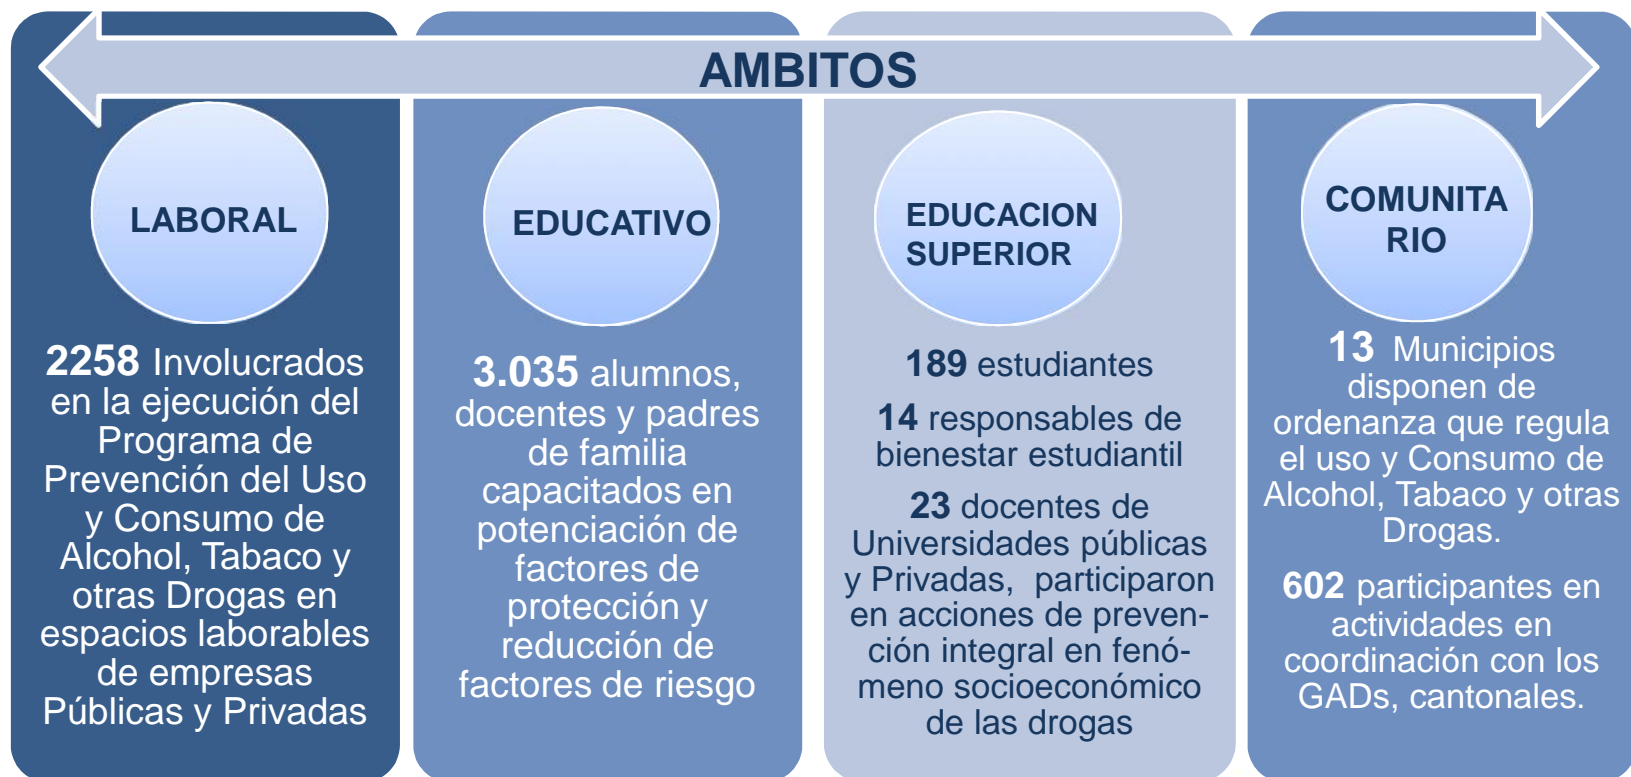 AMBITOS
LABORAL
2258 Involucrados
en la ejecución del
Programa de
Prevención del Uso
y Consumo de
Alcohol, Tabaco y
otras Drogas en
espacios laborables
de empresas
Públicas y Privadas
EDUCATIVO
3.035 alumnos,
docentes y padres
de familia
capacitados en
potenciación de
factores de
protección y
reducción de
factores de riesgo
EDUCACION
SUPERIOR
189 estudiantes
14 responsables de
bienestar estudiantil
23 docentes de
Universidades públicas
y Privadas, participaron
en acciones de preven-
ción integral en fenó-
meno socioeconómico
de las drogas
COMUNITA
RIO
13 Municipios
disponen de
ordenanza que regula
el uso y Consumo de
Alcohol, Tabaco y otras
Drogas.
602 participantes en
actividades en
coordinación con los
GADs, cantonales.